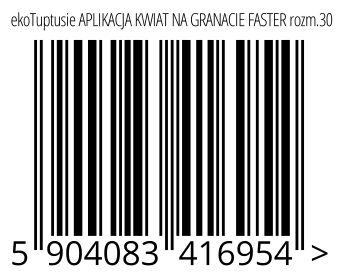 ekoTuptusie APLIKACJA KWIAT NA GRANACIE FASTER rozm.30
5 904083 416954 >